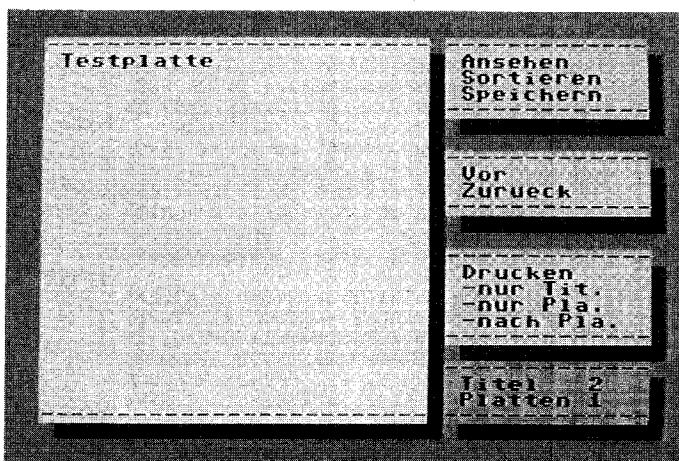 Testplatte
Ansehen
Sortieren
Speichern
Vor
Zurueck
Drucken
-nur Tit.
-nur Pla.
-nach Pla.
Titel 2
Platten 1